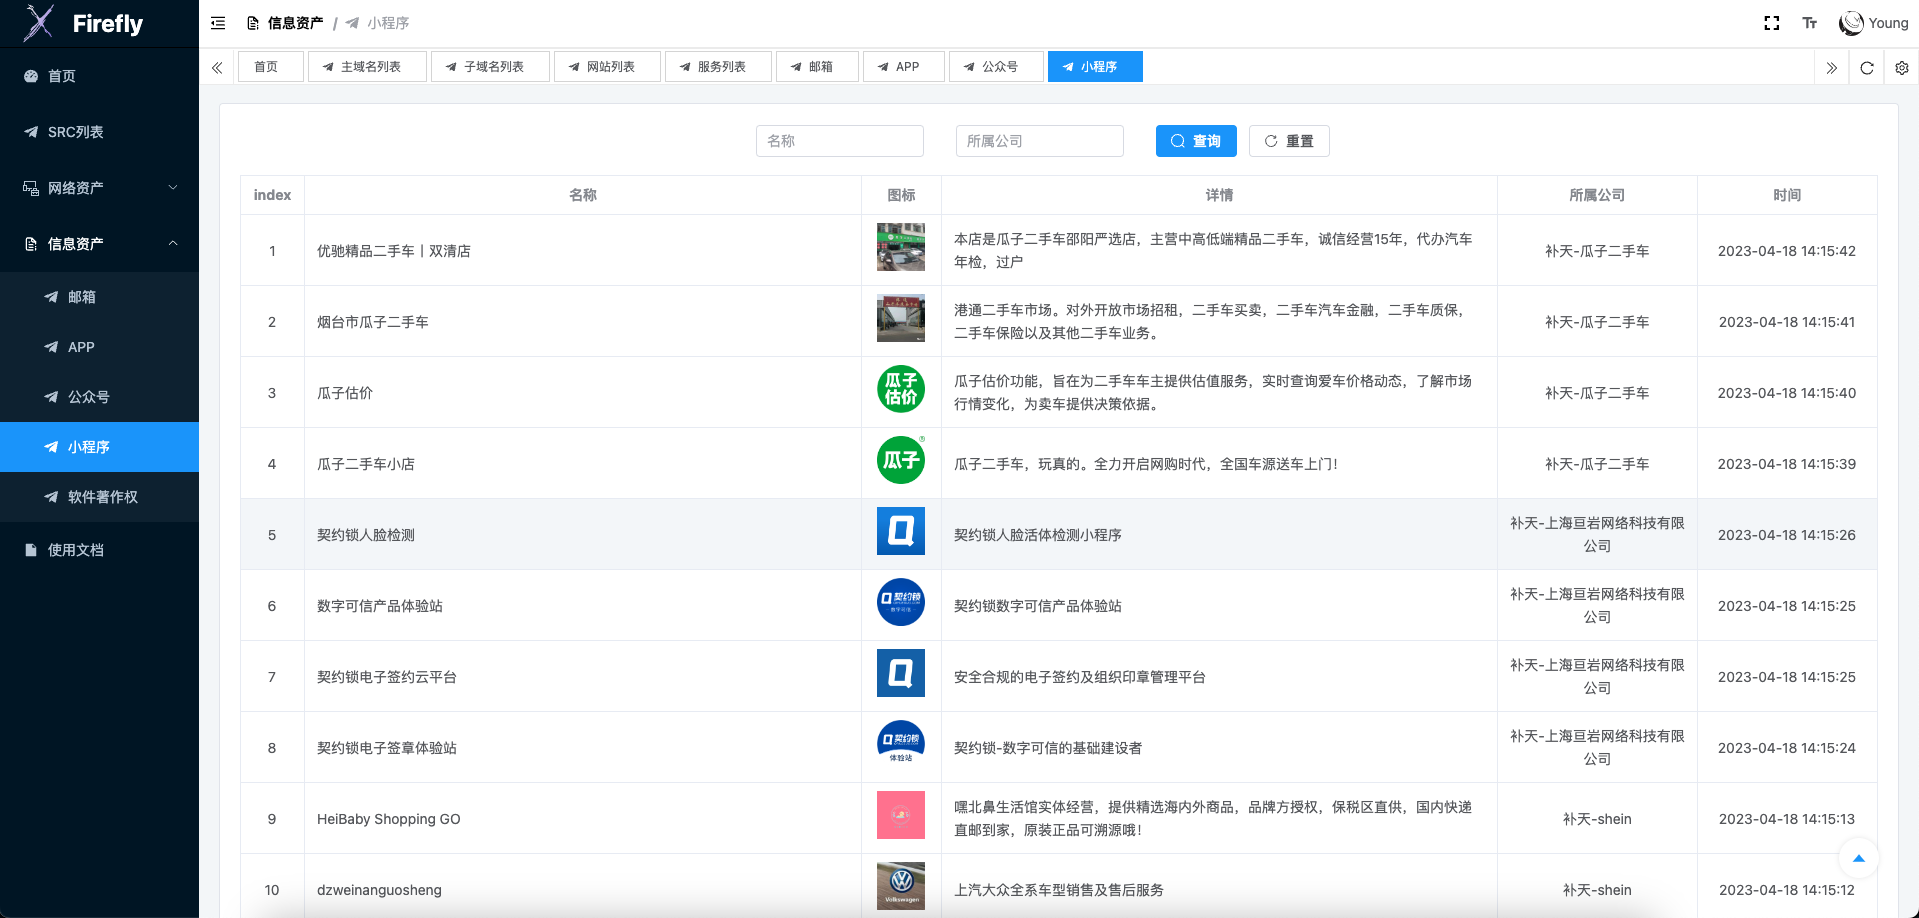 Firefly
信息资产 / 小程序
Young
首页
主域名列表
子域名列表
网站列表
服务列表
邮箱
APP
公众号
小程序
首页
SRC列表
网络资产
信息资产
邮箱
APP
公众号
小程序
软件著作权
使用文档
名称
所属公司
查询
重置
index 名称 图标 详情 所属公司 时间
1 优驰精品二手车丨双清店
本店是瓜子二手车邵阳严选店，主营中高低端精品二手车，诚信经营15年，代办汽车
年检，过户
补天-瓜子二手车 2023-04-18 14:15:42
2 烟台市瓜子二手车
港通二手车市场。对外开放市场招租，二手车买卖，二手车汽车金融，二手车质保，
二手车保险以及其他二手车业务。
补天-瓜子二手车 2023-04-18 14:15:41
3 瓜子估价
瓜子
估价
瓜子估价功能，旨在为二手车车主提供估值服务，实时查询爱车价格动态，了解市场
行情变化，为卖车提供决策依据。
补天-瓜子二手车 2023-04-18 14:15:40
4 瓜子二手车小店
瓜子®
瓜子二手车，玩真的。全力开启网购时代，全国车源送车上门！
补天-瓜子二手车 2023-04-18 14:15:39
5 契约锁人脸检测
契约锁人脸活体检测小程序
补天-上海亘岩网络科技有限
公司
2023-04-18 14:15:26
6 数字可信产品体验站
契约锁
数字可信
契约锁数字可信产品体验站
补天-上海亘岩网络科技有限
公司
2023-04-18 14:15:25
7 契约锁电子签约云平台
安全合规的电子签约及组织印章管理平台
补天-上海亘岩网络科技有限
公司
2023-04-18 14:15:25
8 契约锁电子签章体验站
契约锁
体验站
契约锁-数字可信的基础建设者
补天-上海亘岩网络科技有限
公司
2023-04-18 14:15:24
9 HeiBaby Shopping GO
嘿北鼻生活馆实体经营，提供精选海内外商品，品牌方授权，保税区直供，国内快递
直邮到家，原装正品可溯源哦！
补天-shein 2023-04-18 14:15:13
10 dzweinanguosheng
Volkswagen
上汽大众全系车型销售及售后服务
补天-shein 2023-04-18 14:15:12